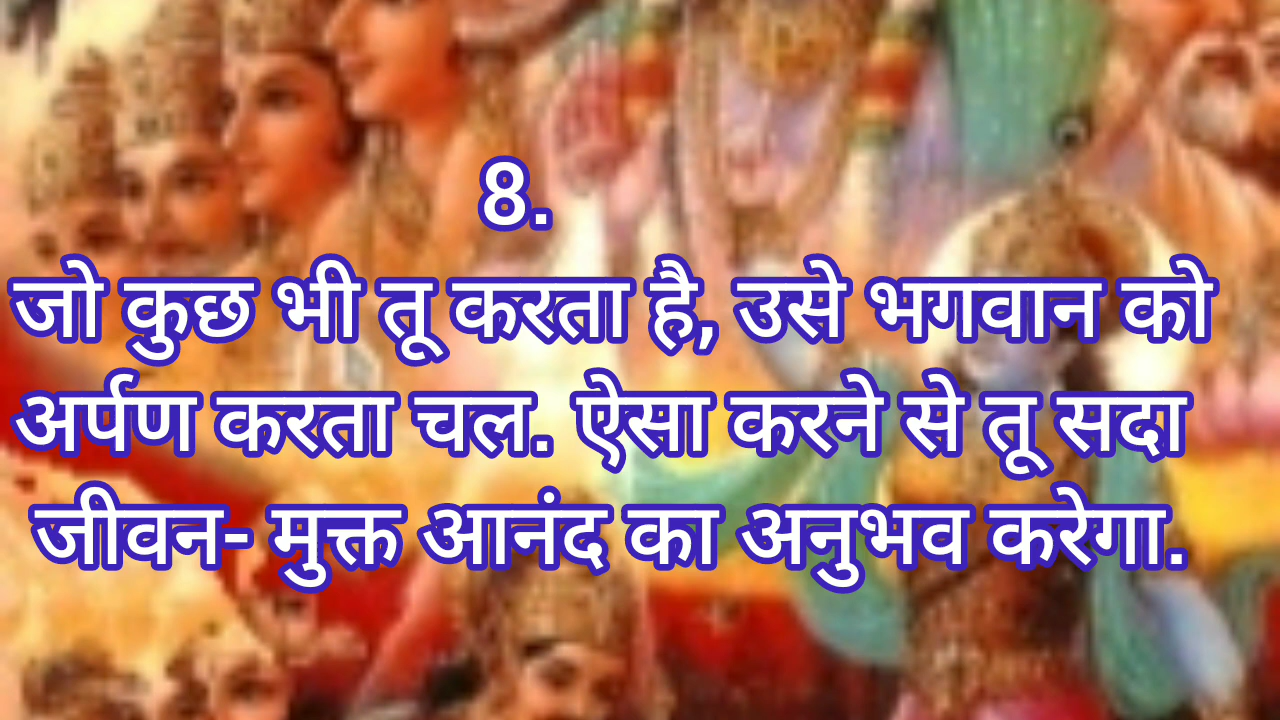 8.
जो कुछ भी तू करता है, उसे भगवान को
अर्पण करता चल. ऐसा करने से तू सदा
जीवन- मुक्त आनंद का अनुभव करेगा.